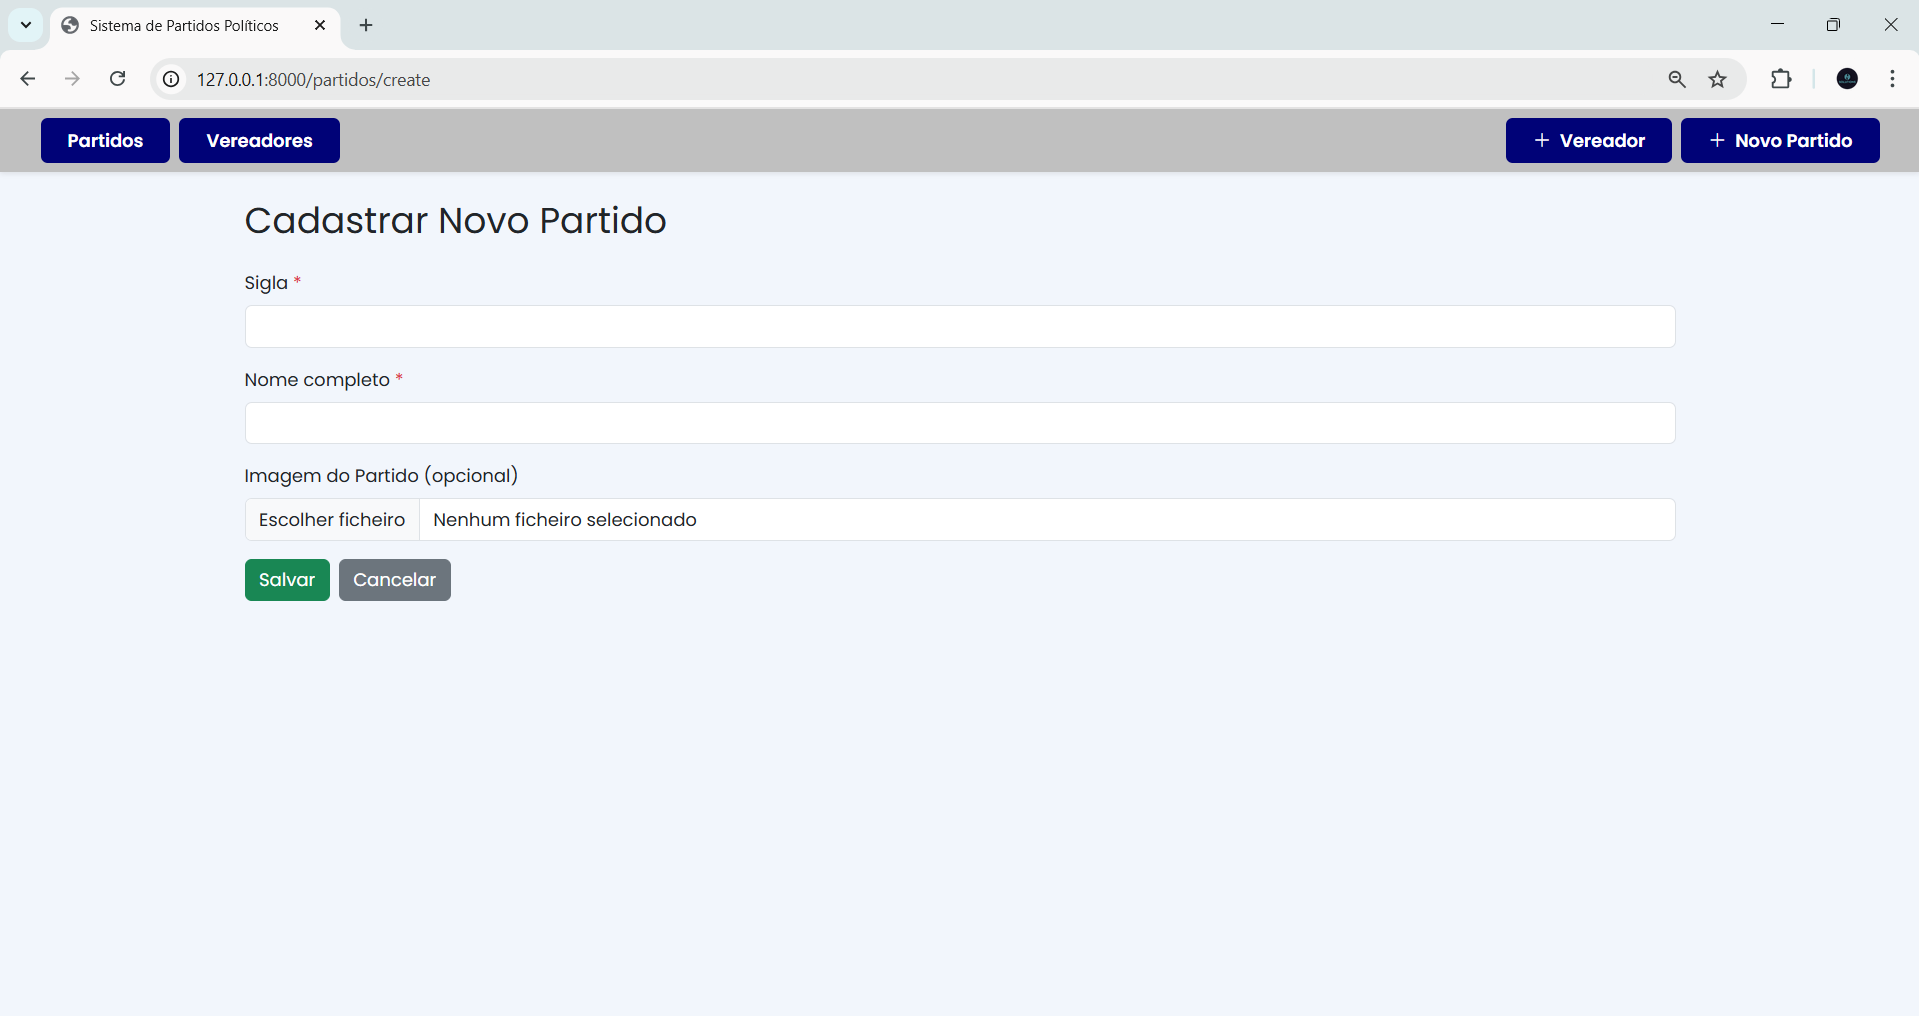 Sistema de Partidos Políticos
127.0.0.1:8000/partidos/create
Partidos Vereadores + Vereador + Novo Partido
Cadastrar Novo Partido
Sigla *
Nome completo *
Imagem do Partido (opcional)
Escolher ficheiro Nenhum ficheiro selecionado
Salvar Cancelar